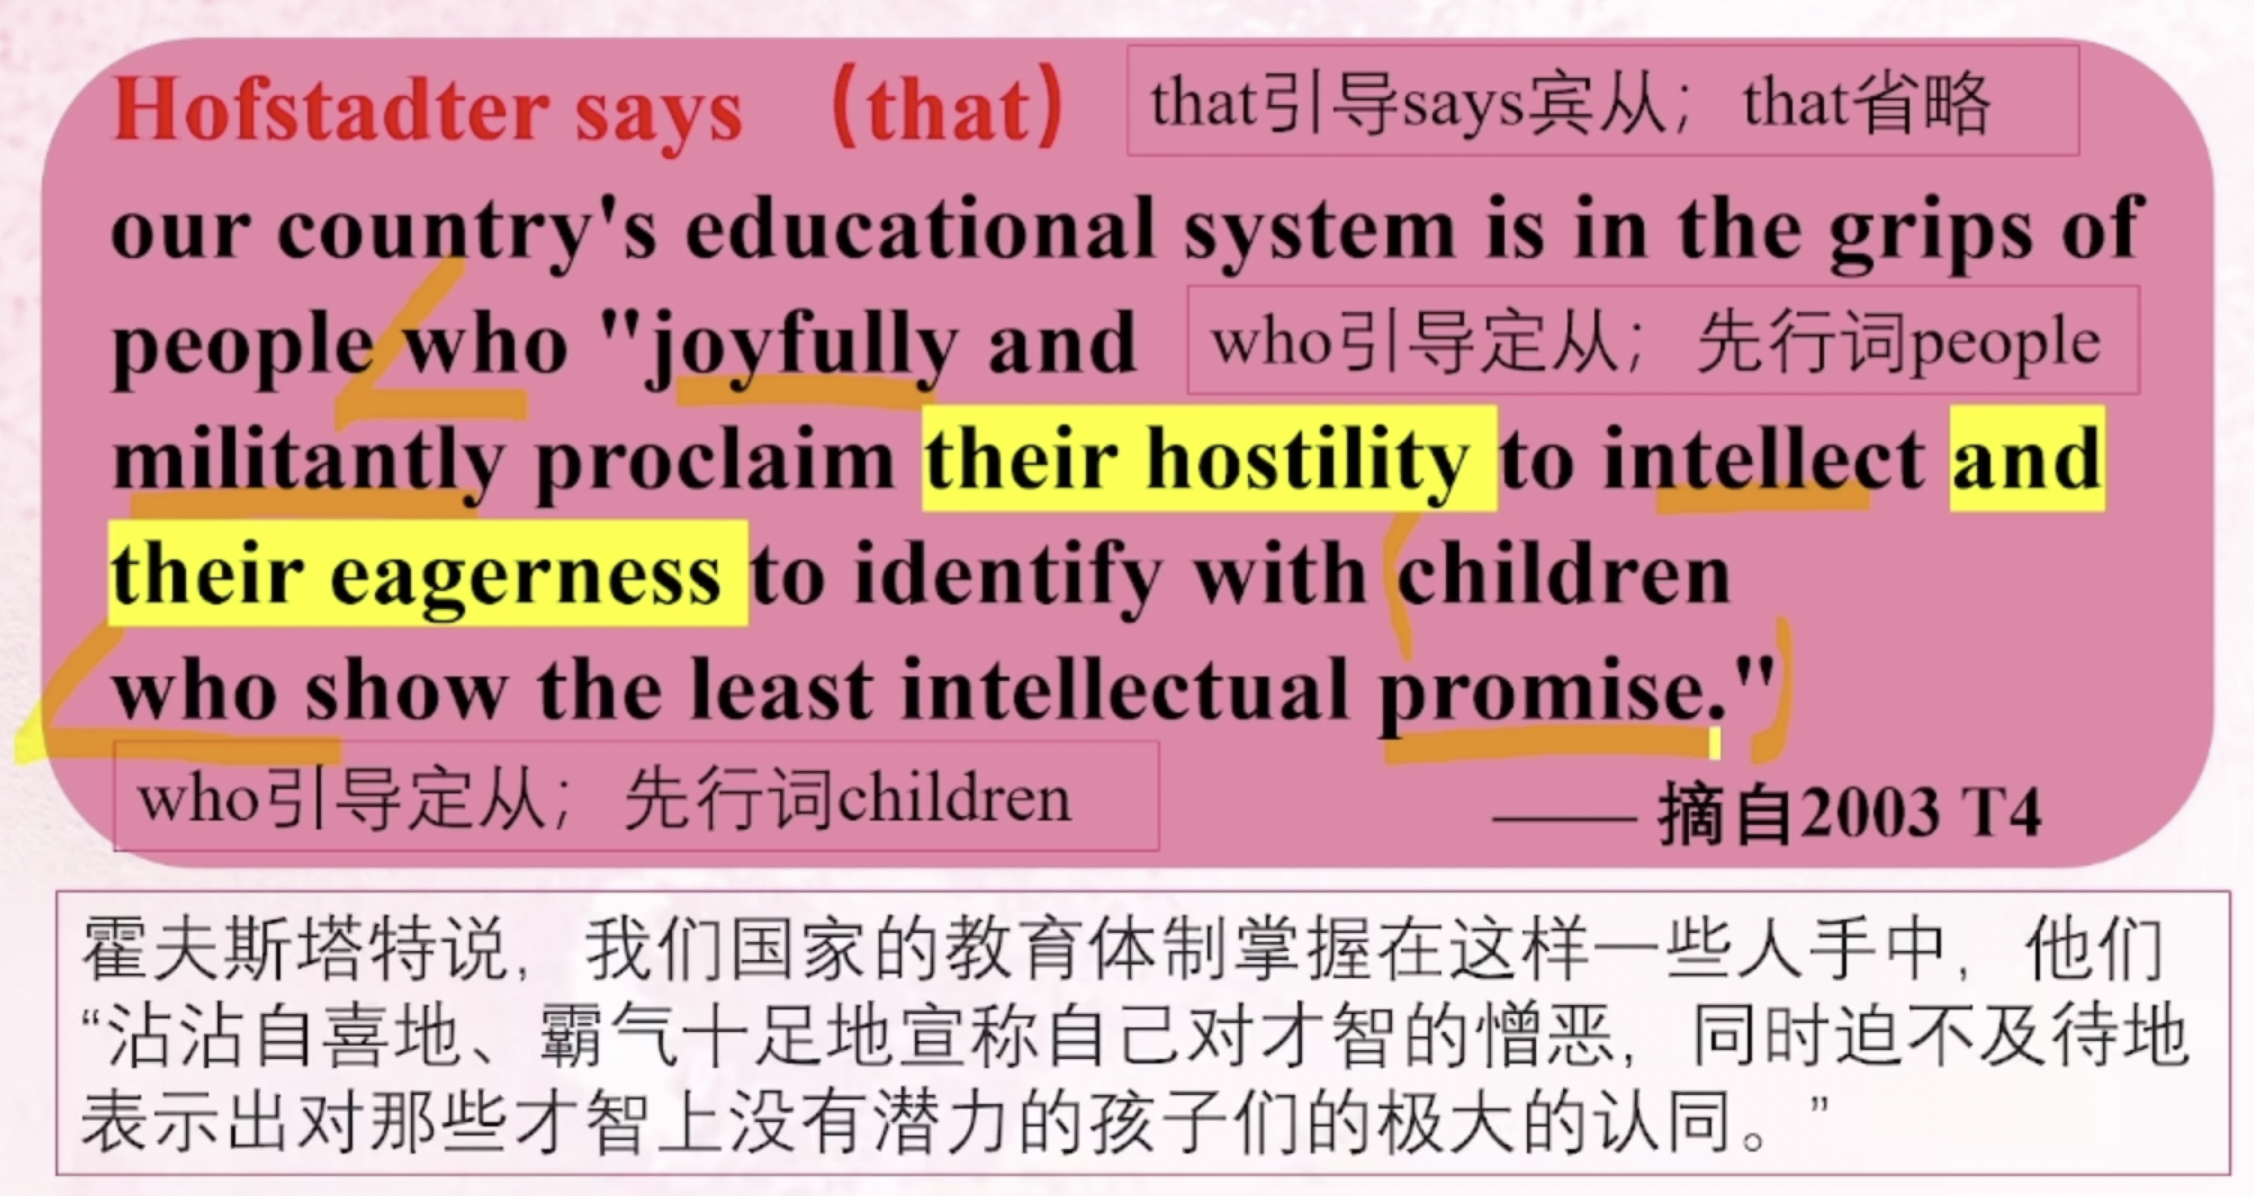 Hofstadter says （that） that引导says宾从；that省略
our country's educational system is in the grips of
people who "joyfully and who引导定从；先行词people
militantly proclaim their hostility to intellect and
their eagerness to identify with children
who show the least intellectual promise."
who引导定从；先行词children
—— 摘自2003 T4
霍夫斯塔特说，我们国家的教育体制掌握在这样一些人手中，他们
“沾沾自喜地、霸气十足地宣称自己对才智的憎恶，同时迫不及待地
表示出对那些才智上没有潜力的孩子们的极大的认同。”